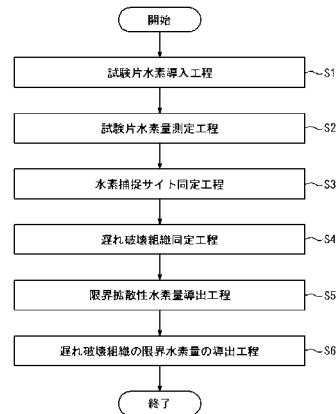 開始
試験片水素導入工程 S1
試験片水素量測定工程 S2
水素捕捉サイト同定工程 S3
遅れ破壊組織同定工程 S4
限界拡散性水素量導出工程 S5
遅れ破壊組織の限界水素量の導出工程 S6
終了